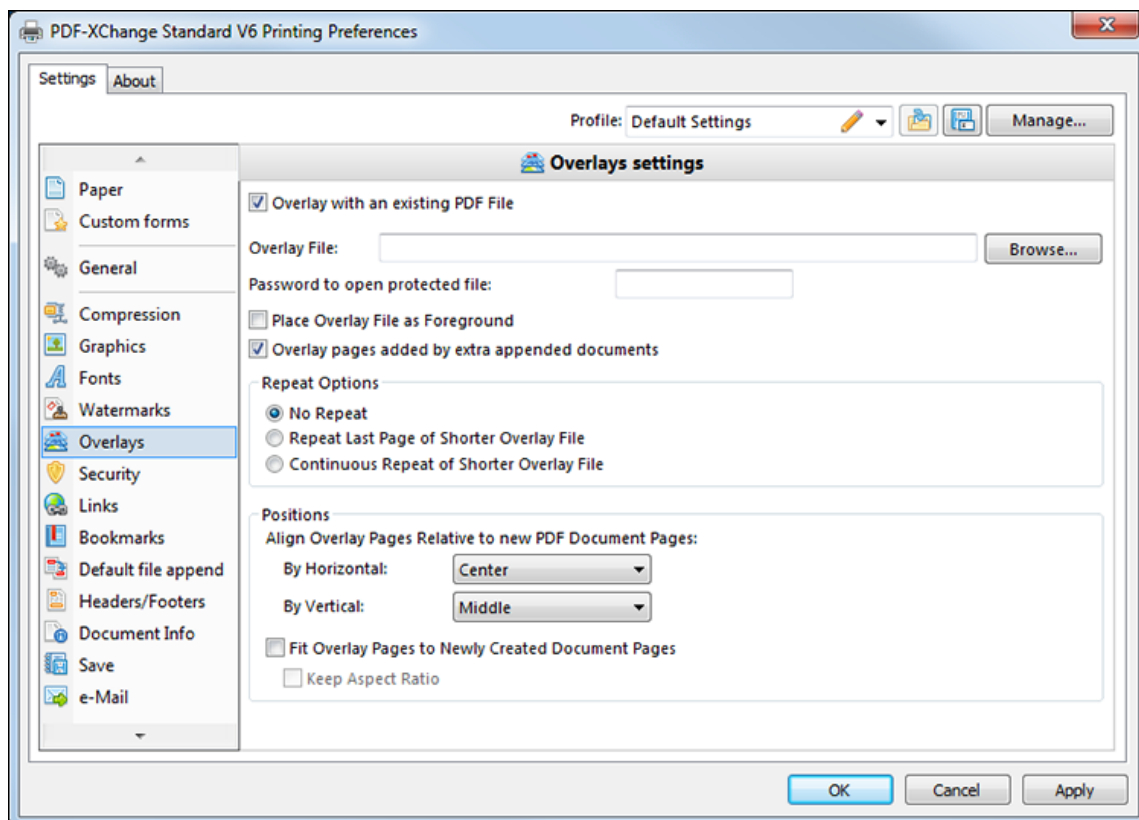 PDF-XChange Standard V6 Printing Preferences
Settings
About
Profile: Default Settings
Manage...
Paper
Custom forms
General
Compression
Graphics
Fonts
Watermarks
Overlays
Security
Links
Bookmarks
Default file append
Headers/Footers
Document Info
Save
e-Mail
Overlays settings
Overlay with an existing PDF File
Overlay File:
Browse...
Password to open protected file:
Place Overlay File as Foreground
Overlay pages added by extra appended documents
Repeat Options
No Repeat
Repeat Last Page of Shorter Overlay File
Continuous Repeat of Shorter Overlay File
Positions
Align Overlay Pages Relative to new PDF Document Pages:
By Horizontal: Center
By Vertical: Middle
Fit Overlay Pages to Newly Created Document Pages
Keep Aspect Ratio
OK
Cancel
Apply